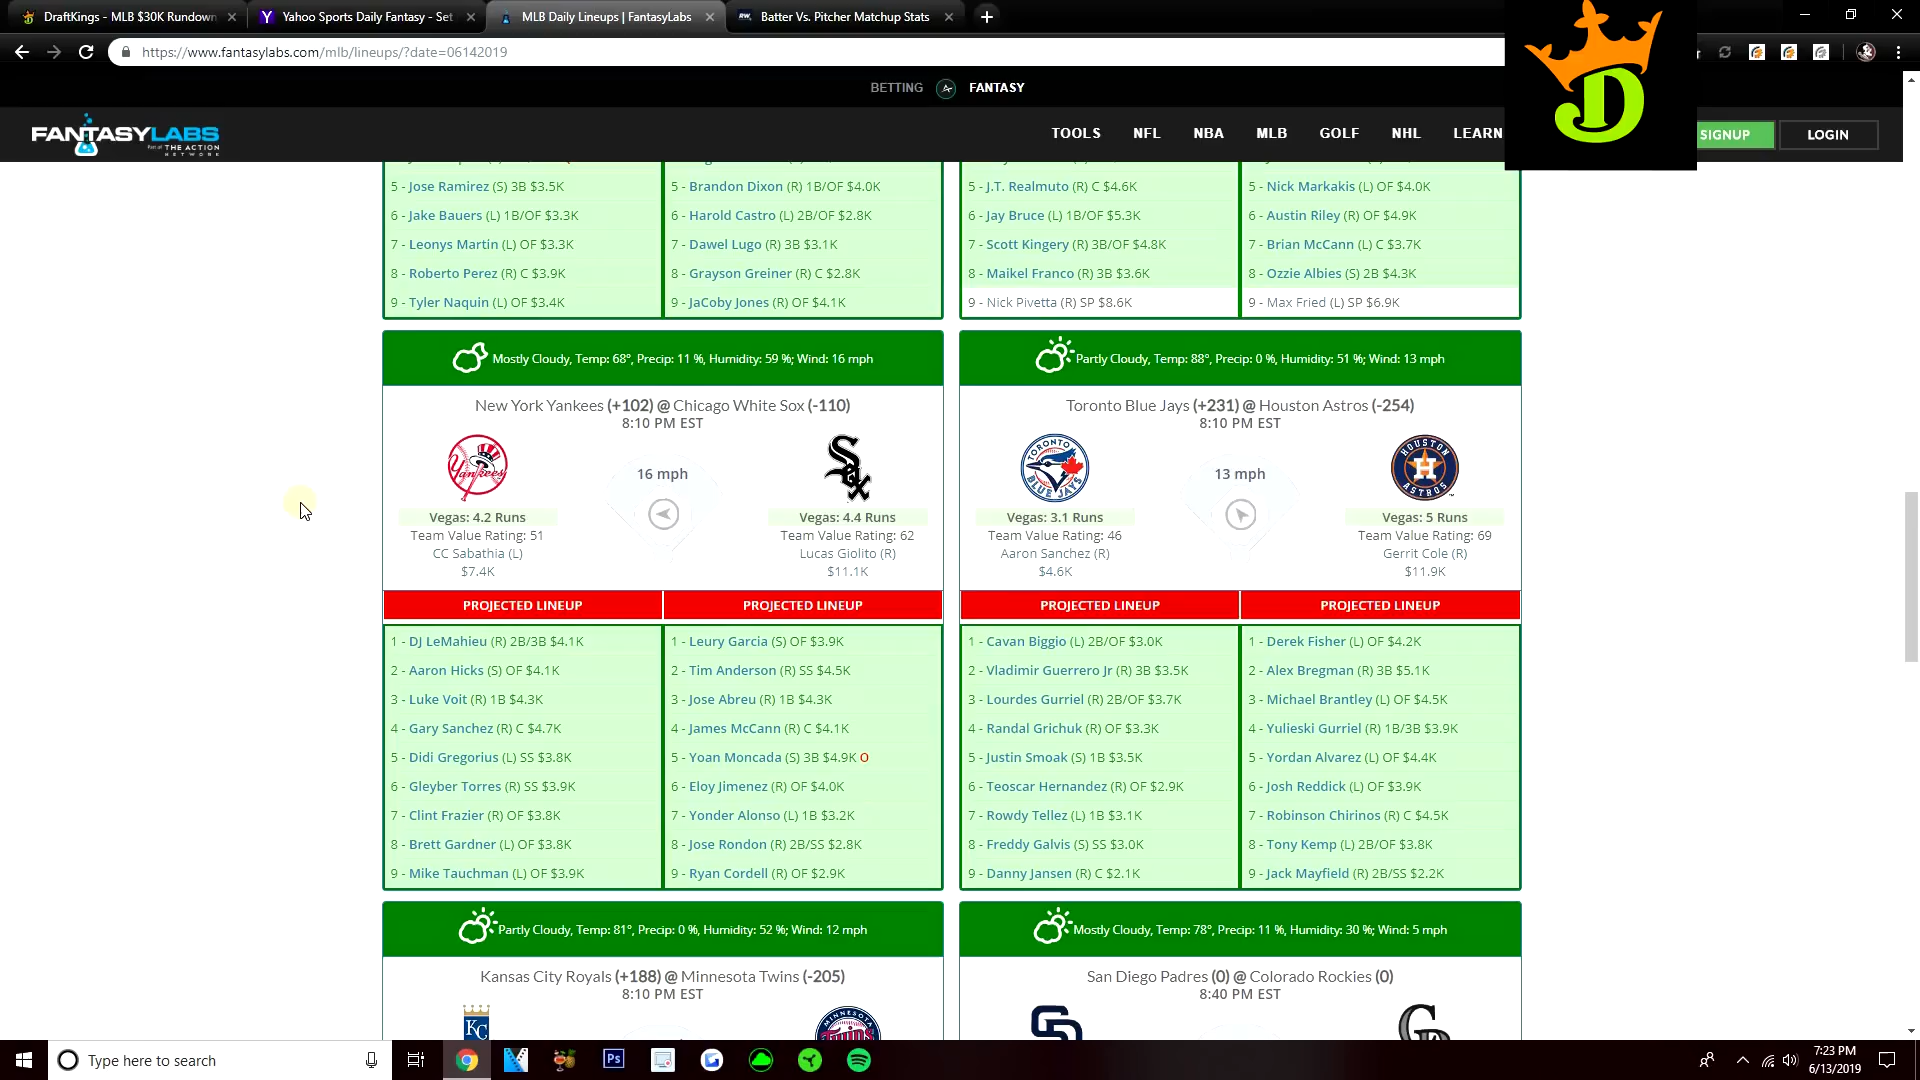 DraftKings - MLB $30K Rundown
Yahoo Sports Daily Fantasy - Set
MLB Daily Lineups | FantasyLabs
RW
Batter Vs. Pitcher Matchup Stats
https://www.fantasylabs.com/mlb/lineups/?date=06142019
BETTING FANTASY
FANTASYLABS
Part of THE ACTION NETWORK
TOOLS NFL NBA MLB GOLF NHL LEARN
SIGNUP LOGIN
D
5 - Jose Ramirez (S) 3B $3.5K
6 - Jake Bauers (L) 1B/OF $3.3K
7 - Leonys Martin (L) OF $3.3K
8 - Roberto Perez (R) C $3.9K
9 - Tyler Naquin (L) OF $3.4K
5 - Brandon Dixon (R) 1B/OF $4.0K
6 - Harold Castro (L) 2B/OF $2.8K
7 - Dawel Lugo (R) 3B $3.1K
8 - Grayson Greiner (R) C $2.8K
9 - JaCoby Jones (R) OF $4.1K
5 - J.T. Realmuto (R) C $4.6K
6 - Jay Bruce (L) 1B/OF $5.3K
7 - Scott Kingery (R) 3B/OF $4.8K
8 - Maikel Franco (R) 3B $3.6K
9 - Nick Pivetta (R) SP $8.6K
5 - Nick Markakis (L) OF $4.0K
6 - Austin Riley (R) OF $4.9K
7 - Brian McCann (L) C $3.7K
8 - Ozzie Albies (S) 2B $4.3K
9 - Max Fried (L) SP $6.9K
Mostly Cloudy, Temp: 68°, Precip: 11 %, Humidity: 59 %; Wind: 16 mph
New York Yankees (+102) @ Chicago White Sox (-110)
8:10 PM EST
Yankees
Sox
16 mph
Vegas: 4.2 Runs
Team Value Rating: 51
CC Sabathia (L)
$7.4K
Vegas: 4.4 Runs
Team Value Rating: 62
Lucas Giolito (R)
$11.1K
PROJECTED LINEUP
PROJECTED LINEUP
1 - DJ LeMahieu (R) 2B/3B $4.1K
2 - Aaron Hicks (S) OF $4.1K
3 - Luke Voit (R) 1B $4.3K
4 - Gary Sanchez (R) C $4.7K
5 - Didi Gregorius (L) SS $3.8K
6 - Gleyber Torres (R) SS $3.9K
7 - Clint Frazier (R) OF $3.8K
8 - Brett Gardner (L) OF $3.8K
9 - Mike Tauchman (L) OF $3.9K
1 - Leury Garcia (S) OF $3.9K
2 - Tim Anderson (R) SS $4.5K
3 - Jose Abreu (R) 1B $4.3K
4 - James McCann (R) C $4.1K
5 - Yoan Moncada (S) 3B $4.9K O
6 - Eloy Jimenez (R) OF $4.0K
7 - Yonder Alonso (L) 1B $3.2K
8 - Jose Rondon (R) 2B/SS $2.8K
9 - Ryan Cordell (R) OF $2.9K
Partly Cloudy, Temp: 88°, Precip: 0 %, Humidity: 51 %; Wind: 13 mph
Toronto Blue Jays (+231) @ Houston Astros (-254)
8:10 PM EST
TORONTO
BLUE JAYS
HOUSTON
H
ASTROS
13 mph
Vegas: 3.1 Runs
Team Value Rating: 46
Aaron Sanchez (R)
$4.6K
Vegas: 5 Runs
Team Value Rating: 69
Gerrit Cole (R)
$11.9K
PROJECTED LINEUP
PROJECTED LINEUP
1 - Cavan Biggio (L) 2B/OF $3.0K
2 - Vladimir Guerrero Jr (R) 3B $3.5K
3 - Lourdes Gurriel (R) 2B/OF $3.7K
4 - Randal Grichuk (R) OF $3.3K
5 - Justin Smoak (S) 1B $3.5K
6 - Teoscar Hernandez (R) OF $2.9K
7 - Rowdy Tellez (L) 1B $3.1K
8 - Freddy Galvis (S) SS $3.0K
9 - Danny Jansen (R) C $2.1K
1 - Derek Fisher (L) OF $4.2K
2 - Alex Bregman (R) 3B $5.1K
3 - Michael Brantley (L) OF $4.5K
4 - Yulieski Gurriel (R) 1B/3B $3.9K
5 - Yordan Alvarez (L) OF $4.4K
6 - Josh Reddick (L) OF $3.9K
7 - Robinson Chirinos (R) C $4.5K
8 - Tony Kemp (L) 2B/OF $3.8K
9 - Jack Mayfield (R) 2B/SS $2.2K
Partly Cloudy, Temp: 81°, Precip: 0 %, Humidity: 52 %; Wind: 12 mph
Kansas City Royals (+188) @ Minnesota Twins (-205)
8:10 PM EST
KC
MINNESOTA
Twins
Mostly Cloudy, Temp: 78°, Precip: 11 %, Humidity: 30 %; Wind: 5 mph
San Diego Padres (0) @ Colorado Rockies (0)
8:40 PM EST
SD
CR
Type here to search
Ps
7:23 PM
6/13/2019